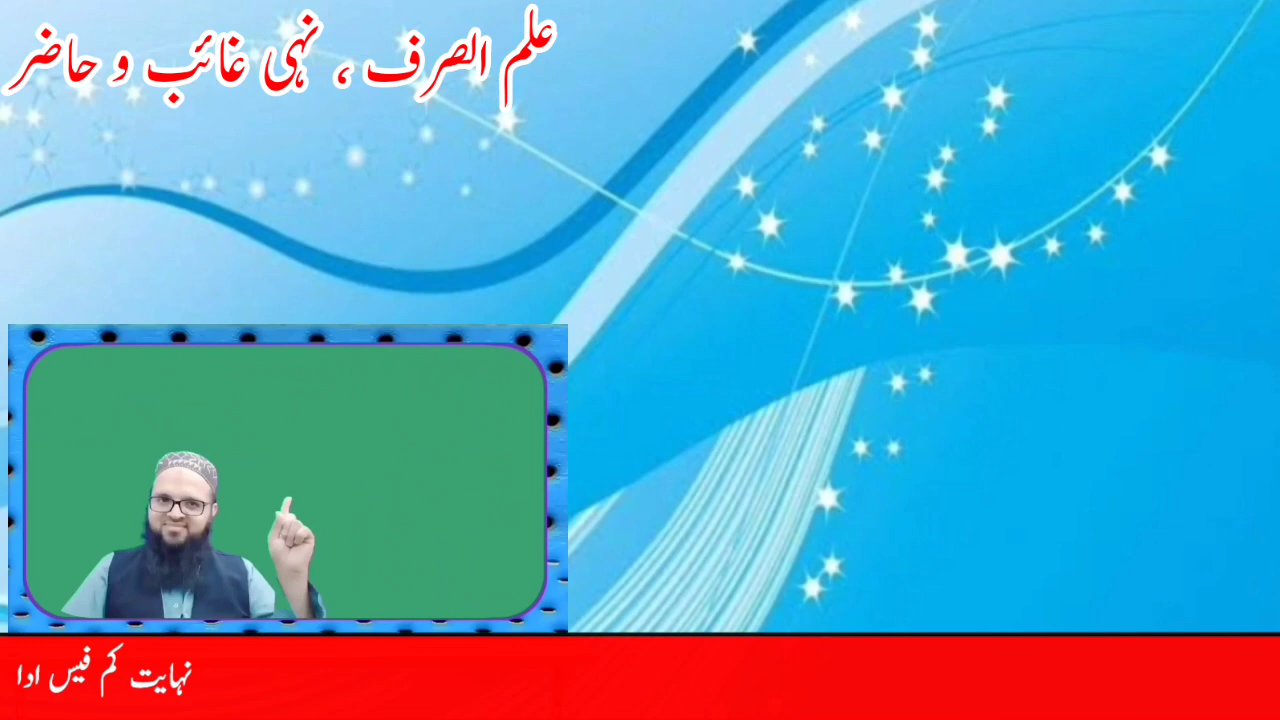 علم الصرف ، نہی غائب و حاضر
نہایت کم فیس ادا